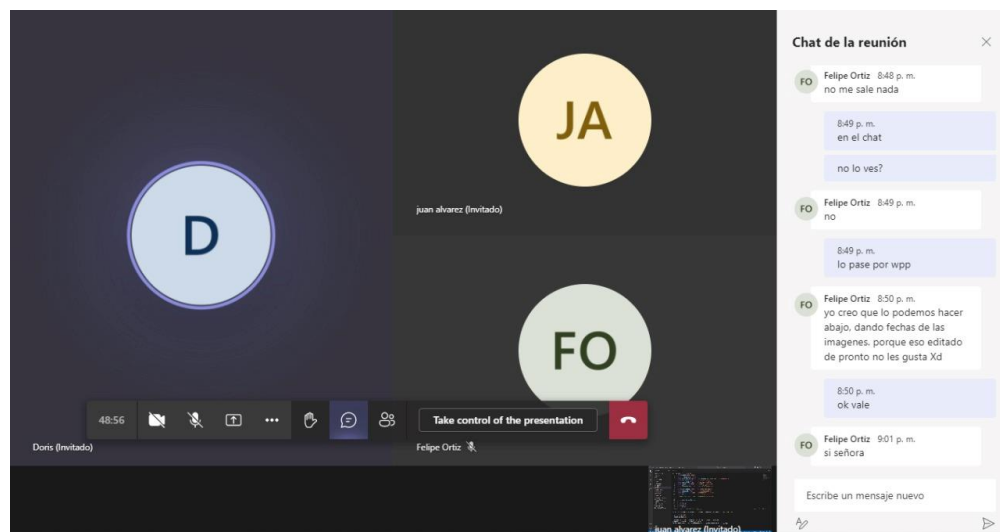 D
Doris (Invitado)
JA
juan alvarez (Invitado)
FO
Felipe Ortiz
48:56
Take control of the presentation
juan alvarez (Invitado)
Chat de la reunión
FO
Felipe Ortiz 8:48 p. m.
no me sale nada
8:49 p. m.
en el chat
no lo ves?
FO
Felipe Ortiz 8:49 p. m.
no
8:49 p. m.
lo pase por wpp
FO
Felipe Ortiz 8:50 p. m.
yo creo que lo podemos hacer
abajo, dando fechas de las
imagenes. porque eso editado
de pronto no les gusta Xd
8:50 p. m.
ok vale
FO
Felipe Ortiz 9:01 p. m.
si señora
Escribe un mensaje nuevo